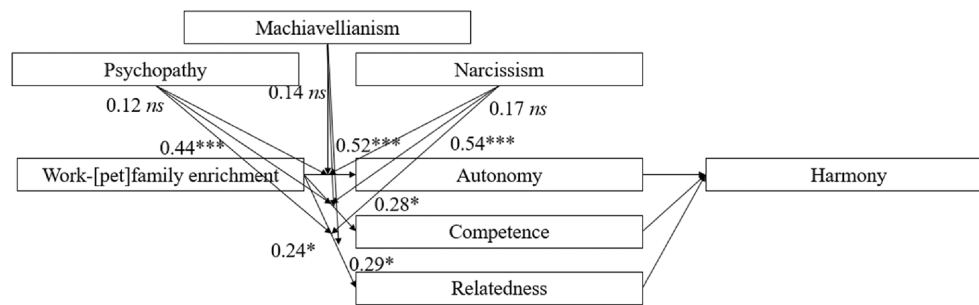 Machiavellianism
Psychopathy
Narcissism
0.12 ns
0.14 ns
0.17 ns
0.44***
0.52***
0.54***
Work-[pet]family enrichment
Autonomy
Harmony
0.28*
Competence
0.24*
0.29*
Relatedness